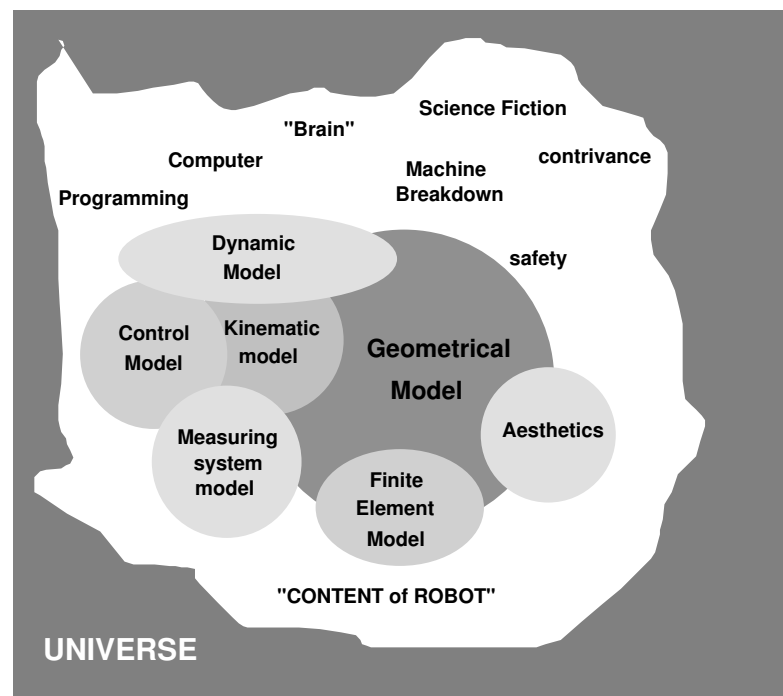 Science Fiction
"Brain"
Computer
contrivance
Machine
Breakdown
Programming
Dynamic
Model
safety
Control
Model
Kinematic
model
Geometrical
Model
Aesthetics
Measuring
system
model
Finite
Element
Model
"CONTENT of ROBOT"
UNIVERSE